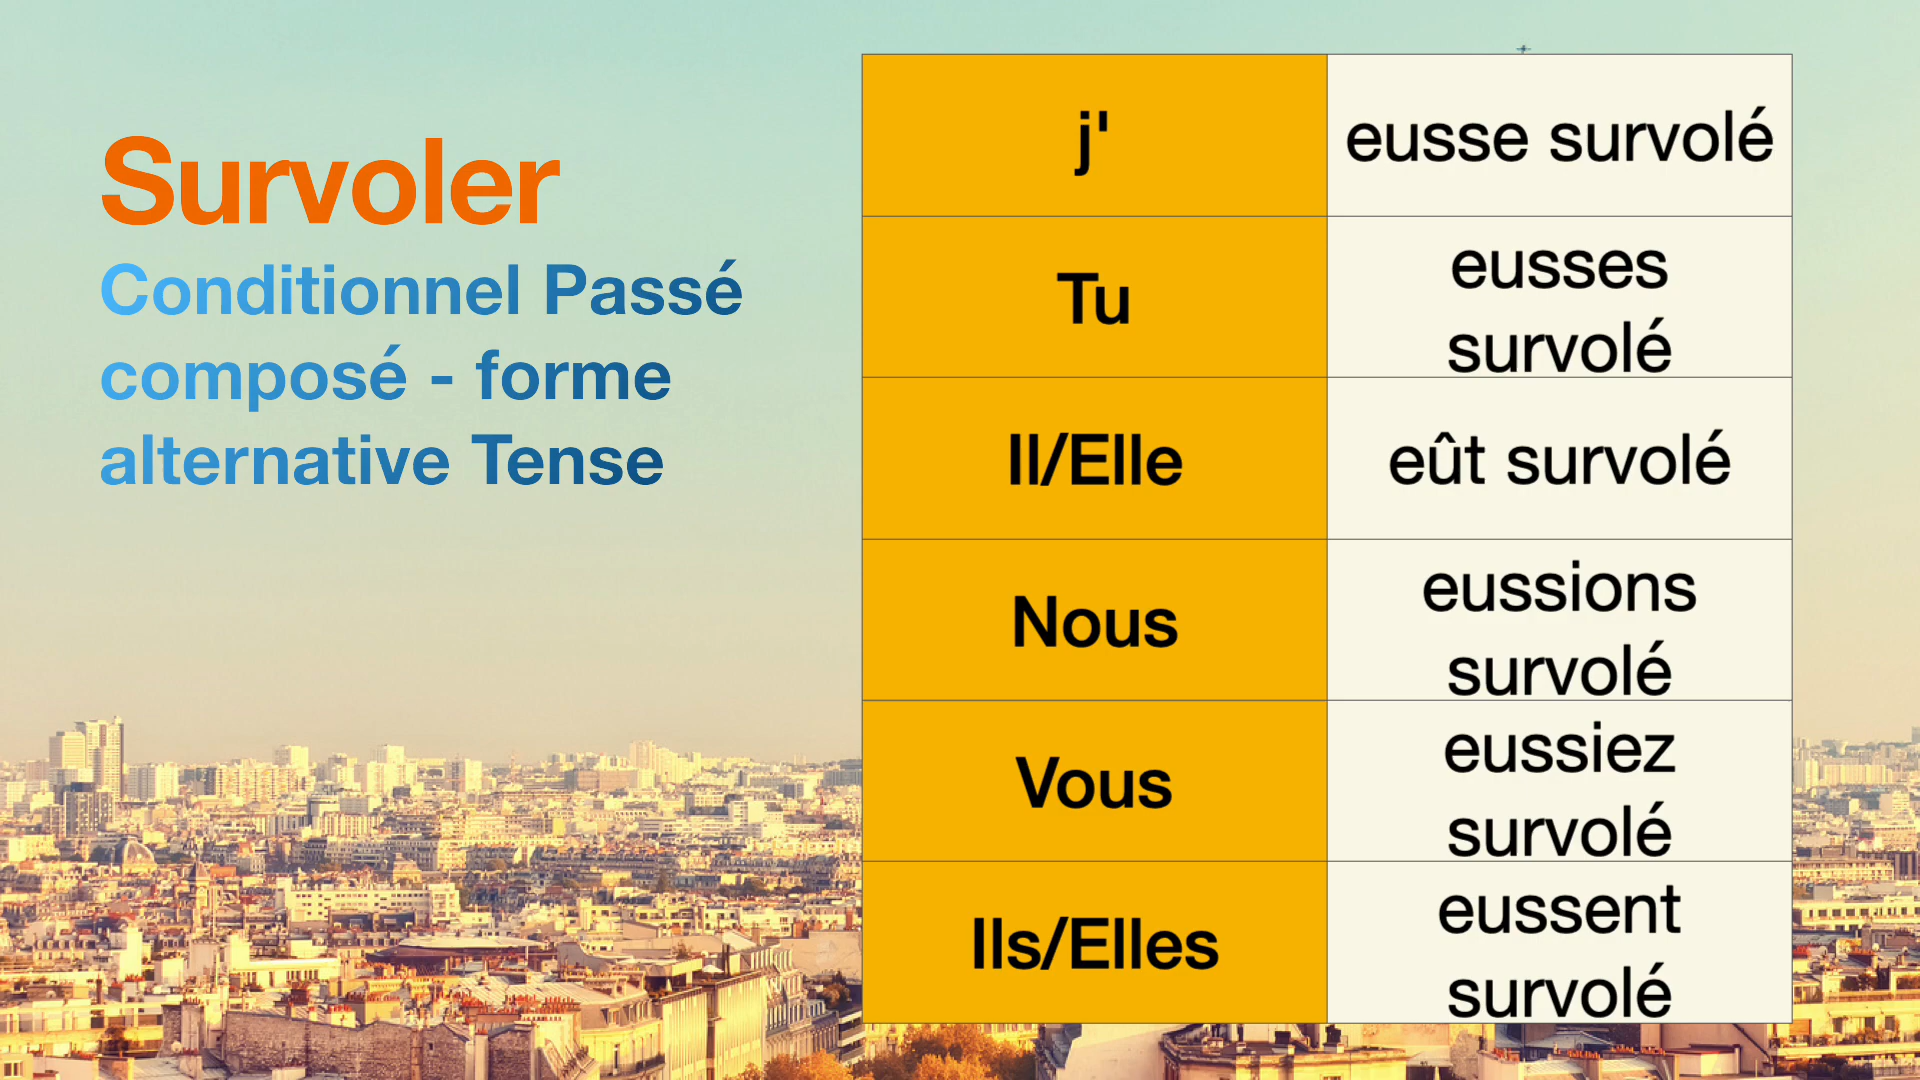 Survoler
Conditionnel Passé
composé - forme
alternative Tense
j' eusse survolé
Tu eusses
survolé
Il/Elle eût survolé
Nous eussions
survolé
Vous eussiez
survolé
Ils/Elles eussent
survolé